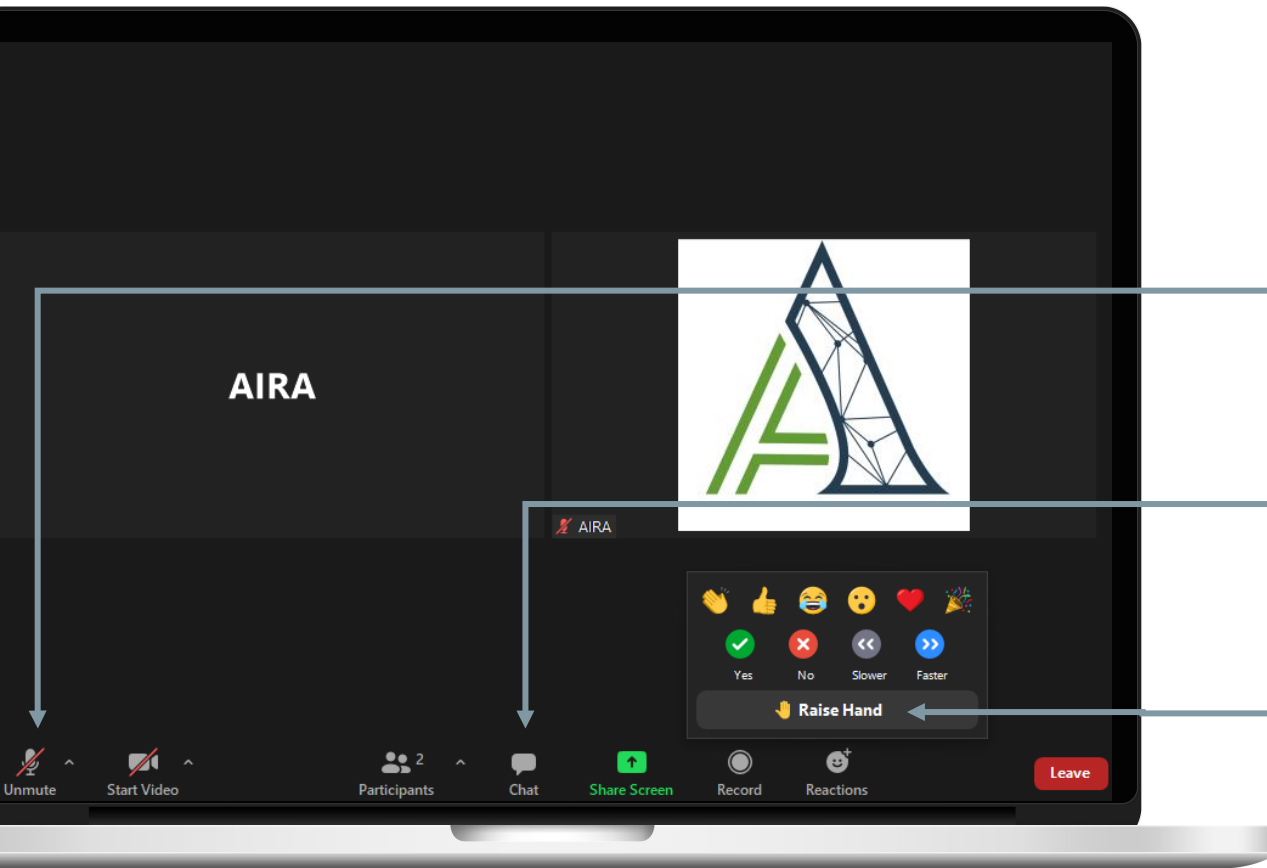 AIRA
AIRA
Yes No Slower Faster
Raise Hand
2
Unmute Start Video Participants Chat Share Screen Record Reactions Leave